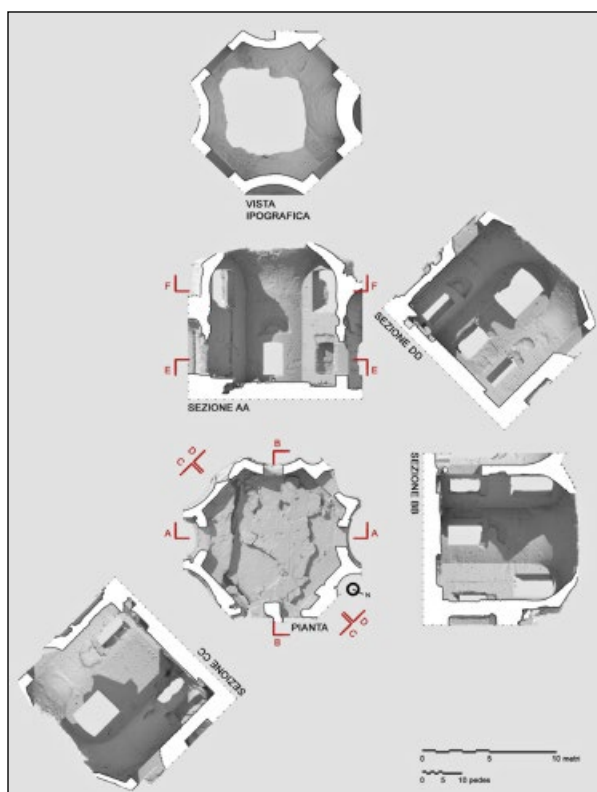 VISTA
IPOGRAFICA
F
F
E
E
SEZIONE AA
SEZIONE DD
D
C
B
A
A
N
B
D
C
PIANTA
SEZIONE BB
SEZIONE CC
0 5 10 metri
0 5 10 pedes